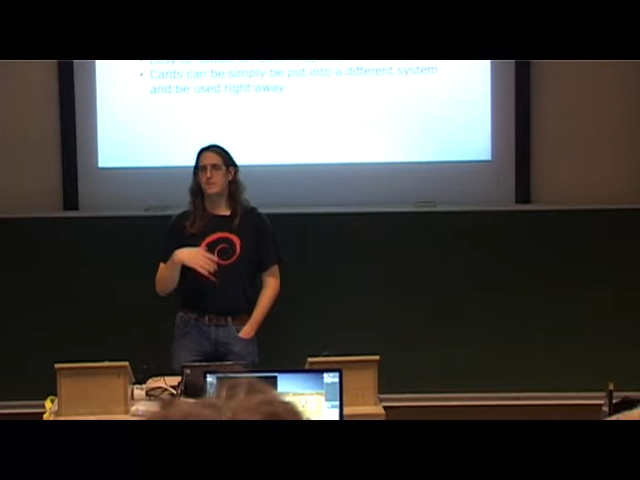 • Cards can be simply be put into a different system
and be used right away